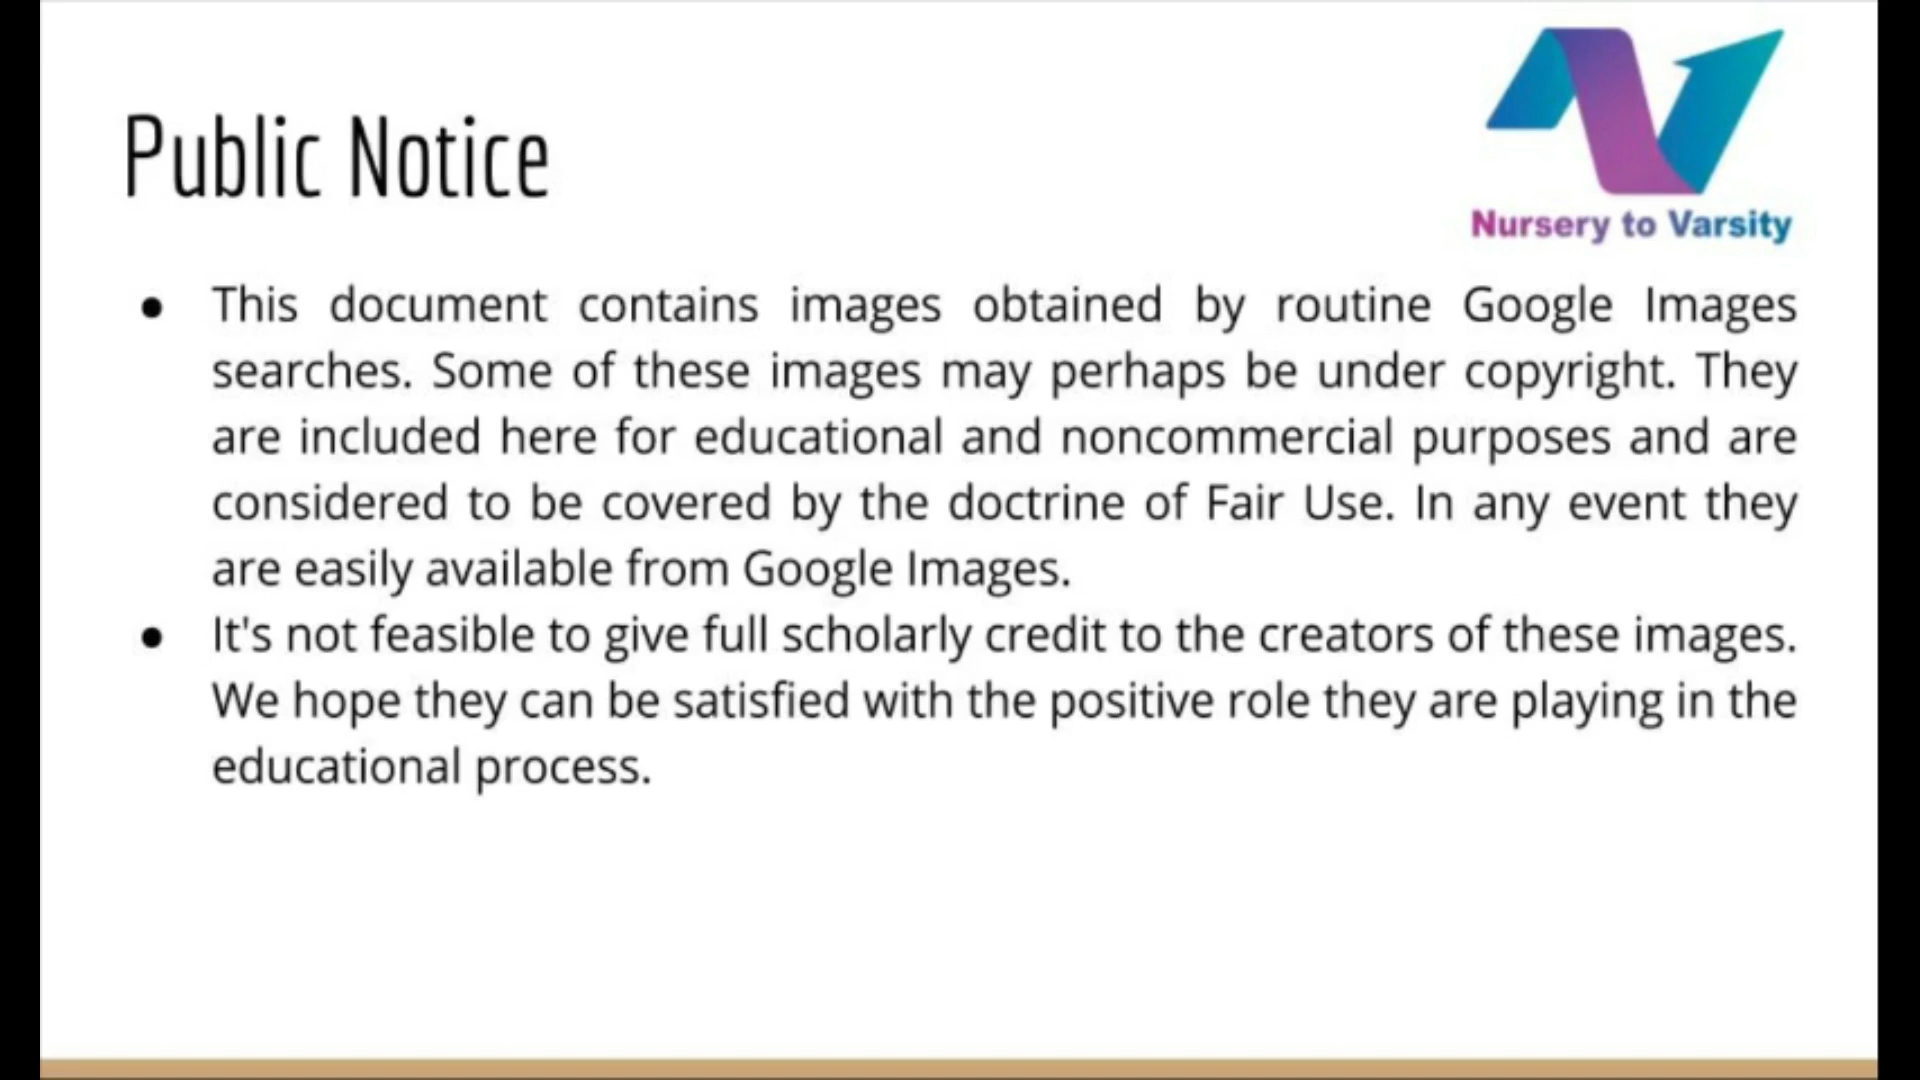 Public Notice
Nursery to Varsity
● This document contains images obtained by routine Google Images
searches. Some of these images may perhaps be under copyright. They
are included here for educational and noncommercial purposes and are
considered to be covered by the doctrine of Fair Use. In any event they
are easily available from Google Images.
● It's not feasible to give full scholarly credit to the creators of these images.
We hope they can be satisfied with the positive role they are playing in the
educational process.